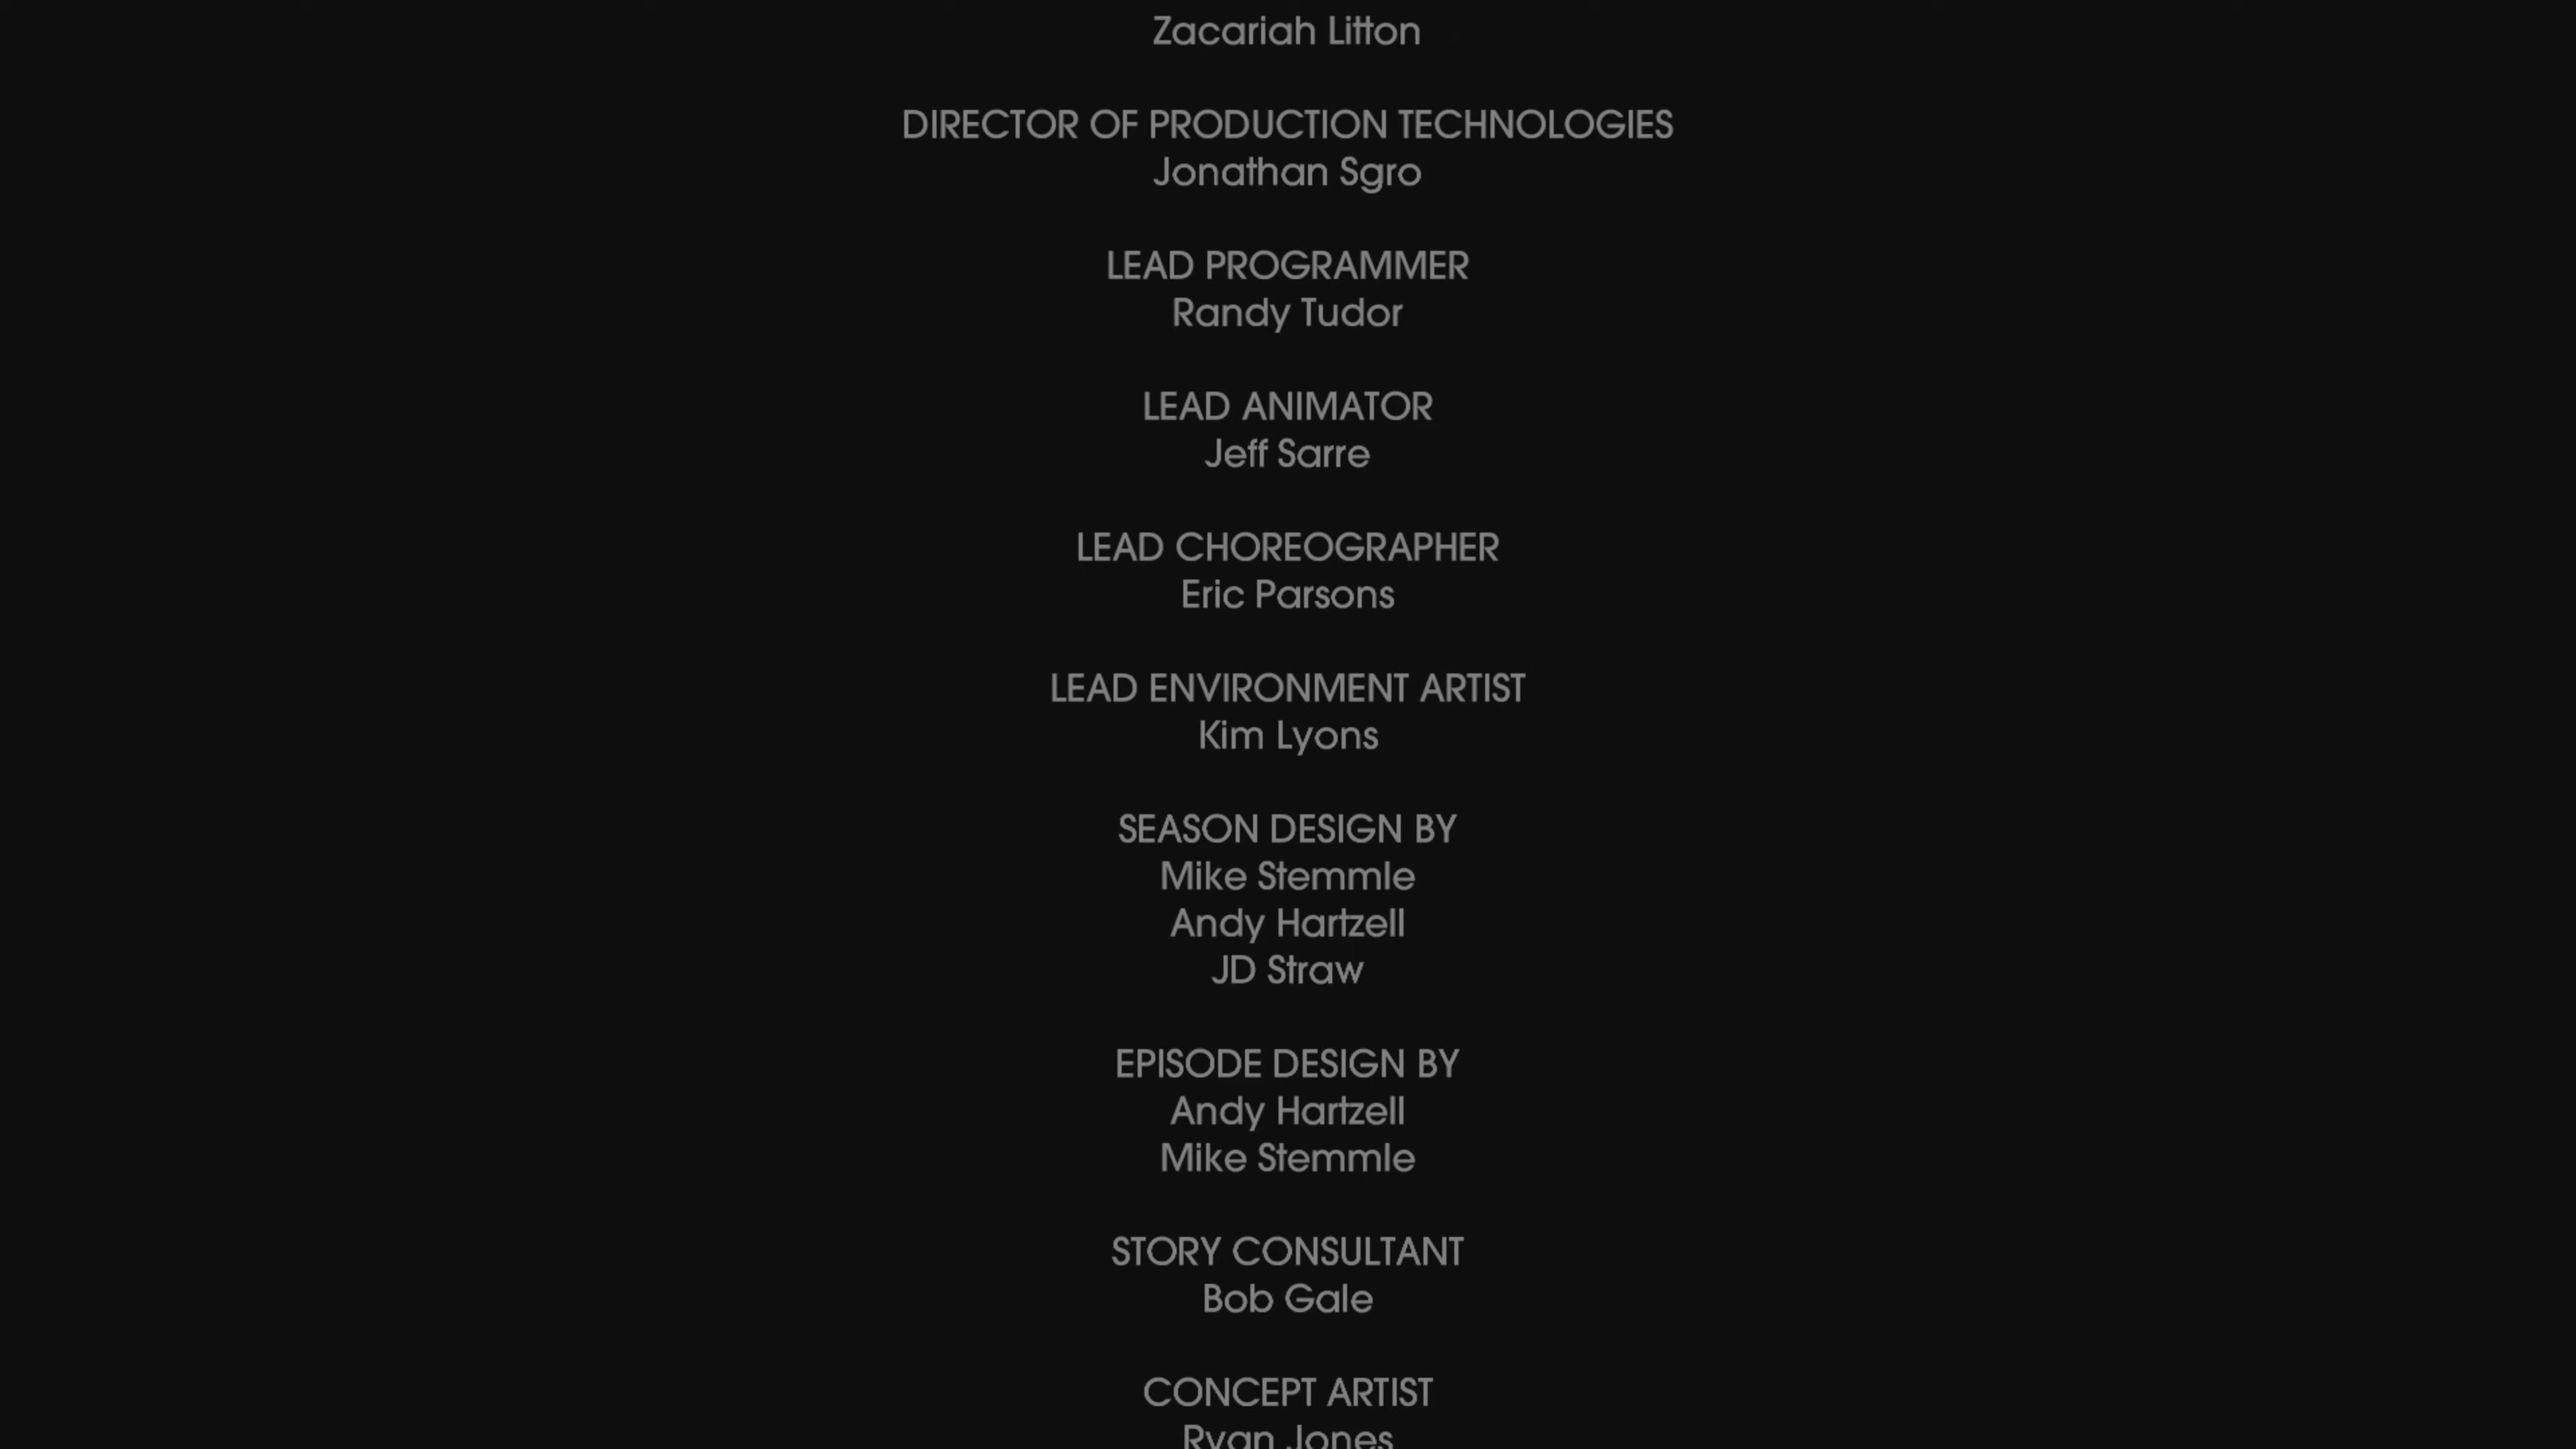 Zacariah Litton
DIRECTOR OF PRODUCTION TECHNOLOGIES
Jonathan Sgro
LEAD PROGRAMMER
Randy Tudor
LEAD ANIMATOR
Jeff Sarre
LEAD CHOREOGRAPHER
Eric Parsons
LEAD ENVIRONMENT ARTIST
Kim Lyons
SEASON DESIGN BY
Mike Stemmle
Andy Hartzell
JD Straw
EPISODE DESIGN BY
Andy Hartzell
Mike Stemmle
STORY CONSULTANT
Bob Gale
CONCEPT ARTIST
Ryan Jones